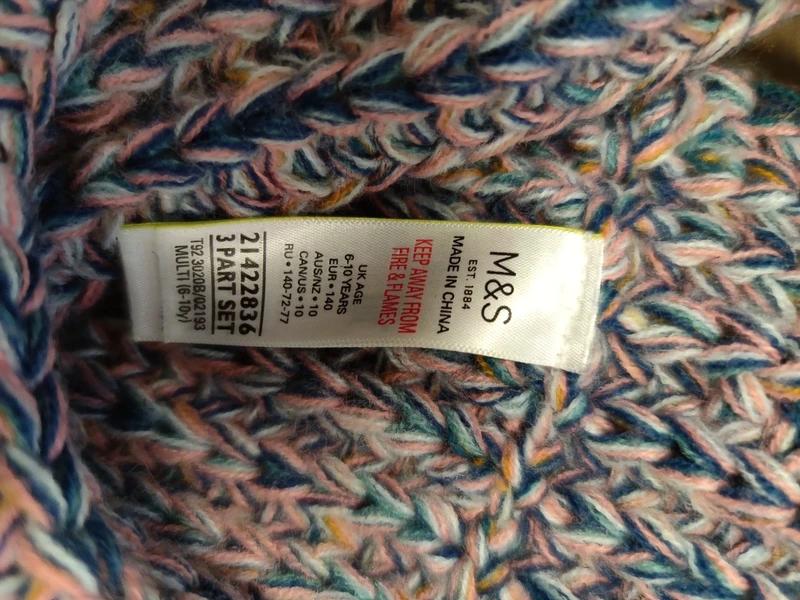 M&S
EST. 1884
MADE IN CHINA
KEEP AWAY FROM
FIRE & FLAMES
UK AGE
6-10 YEARS
EUR • 140
AUS/NZ • 10
CAN/US • 10
RU • 140-72-77
21422836
3 PART SET
T92 3020B/02193
MULTI (6-10y)